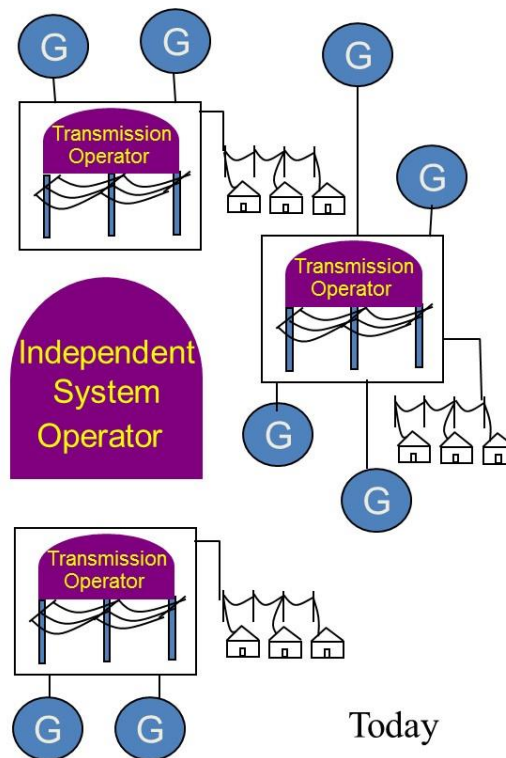 G
G
G
Transmission
Operator
G
Transmission
Operator
Independent
System
Operator
G
G
Transmission
Operator
G
G
Today